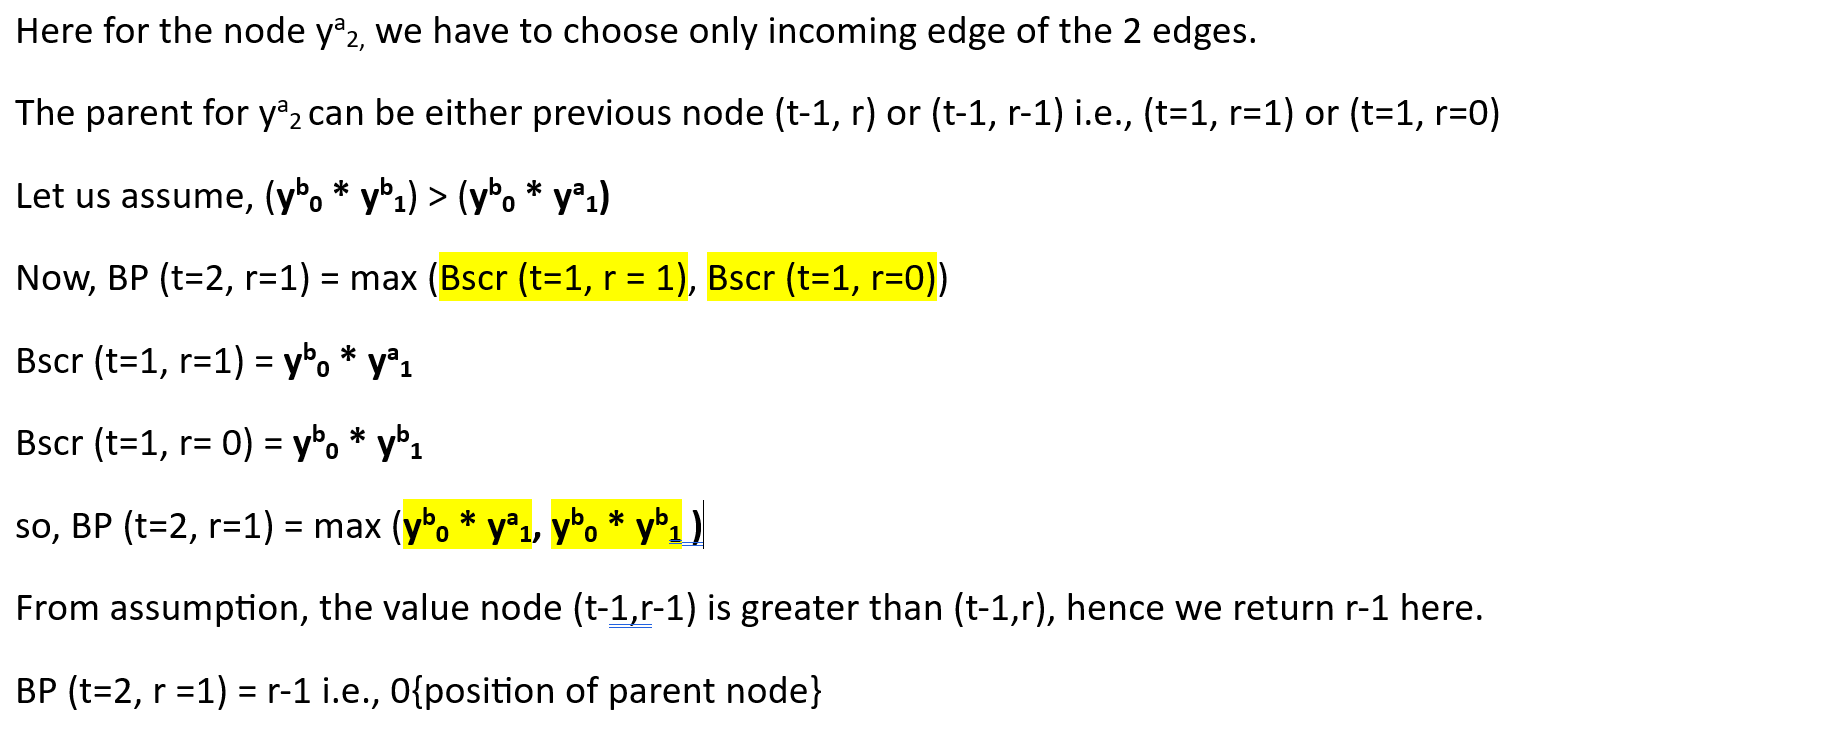 Here for the node yᵃ₂, we have to choose only incoming edge of the 2 edges.
The parent for yᵃ₂ can be either previous node (t-1, r) or (t-1, r-1) i.e., (t=1, r=1) or (t=1, r=0)
Let us assume, (yᵇ₀ * yᵇ₁) > (yᵇ₀ * yᵃ₁)
Now, BP (t=2, r=1) = max (Bscr (t=1, r = 1), Bscr (t=1, r=0))
Bscr (t=1, r=1) = yᵇ₀ * yᵃ₁
Bscr (t=1, r= 0) = yᵇ₀ * yᵇ₁
so, BP (t=2, r=1) = max (yᵇ₀ * yᵃ₁, yᵇ₀ * yᵇ₁ )
From assumption, the value node (t-1,r-1) is greater than (t-1,r), hence we return r-1 here.
BP (t=2, r =1) = r-1 i.e., 0{position of parent node}